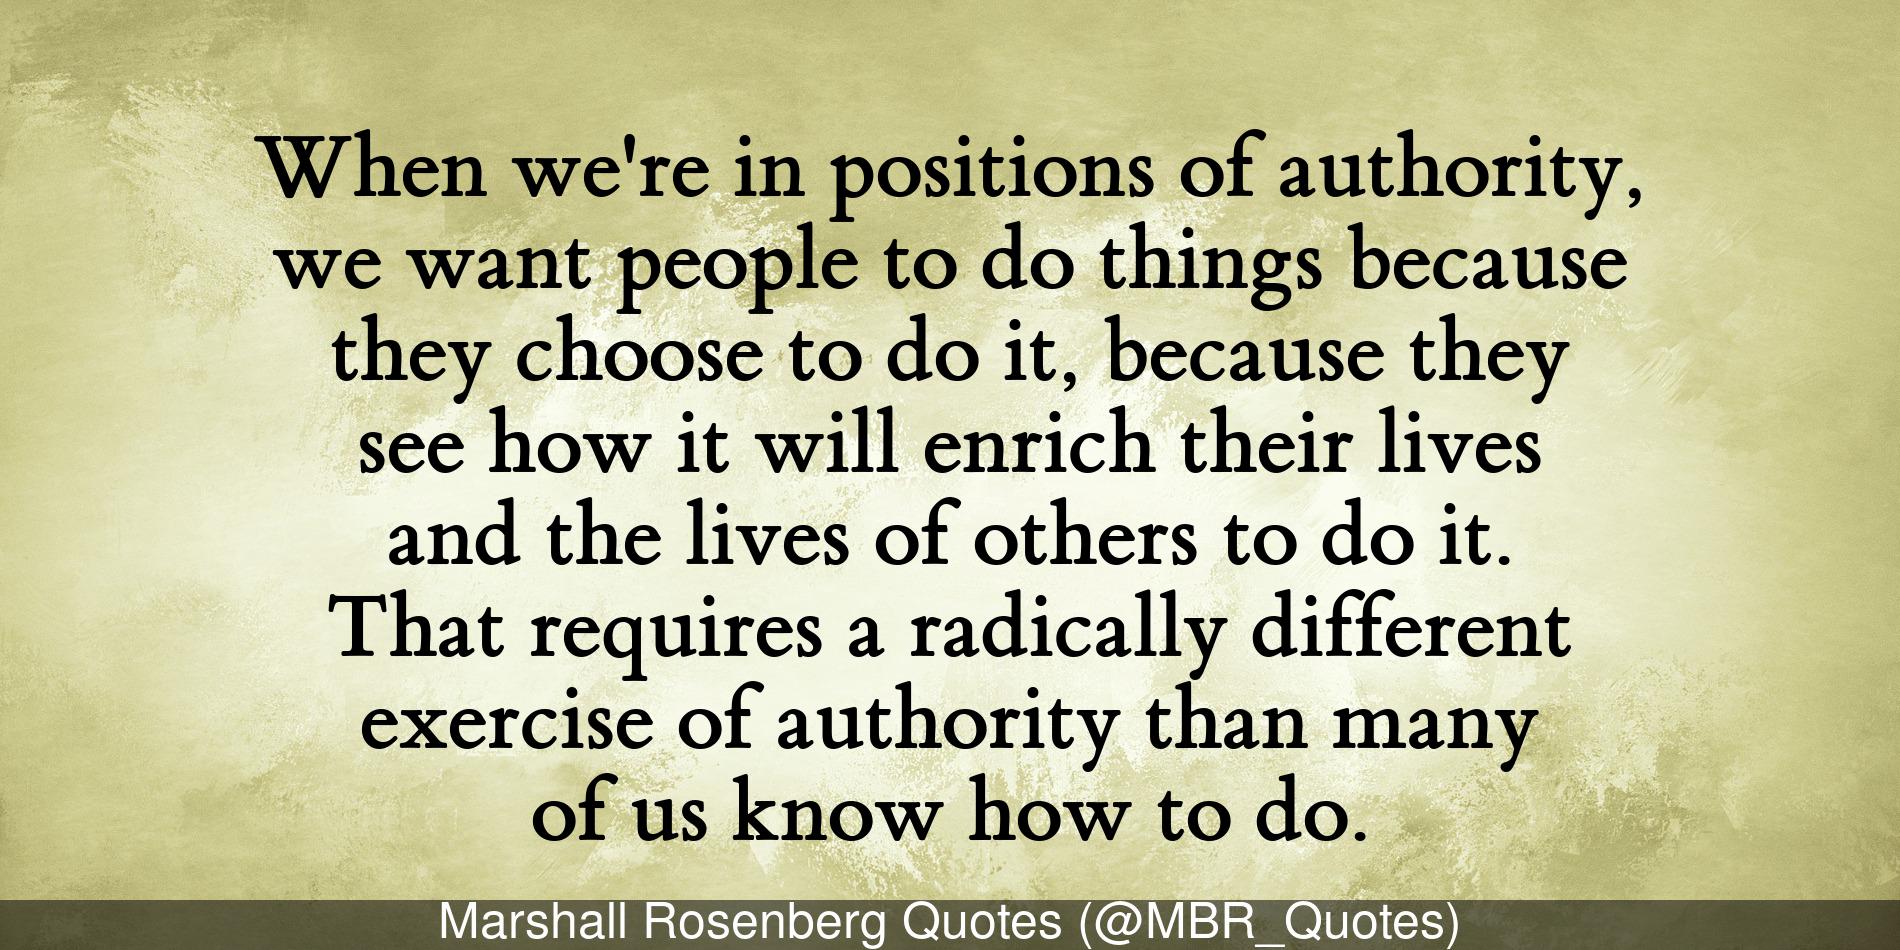 When we're in positions of authority,
we want people to do things because
they choose to do it, because they
see how it will enrich their lives
and the lives of others to do it.
That requires a radically different
exercise of authority than many
of us know how to do.
Marshall Rosenberg Quotes (@MBR_Quotes)